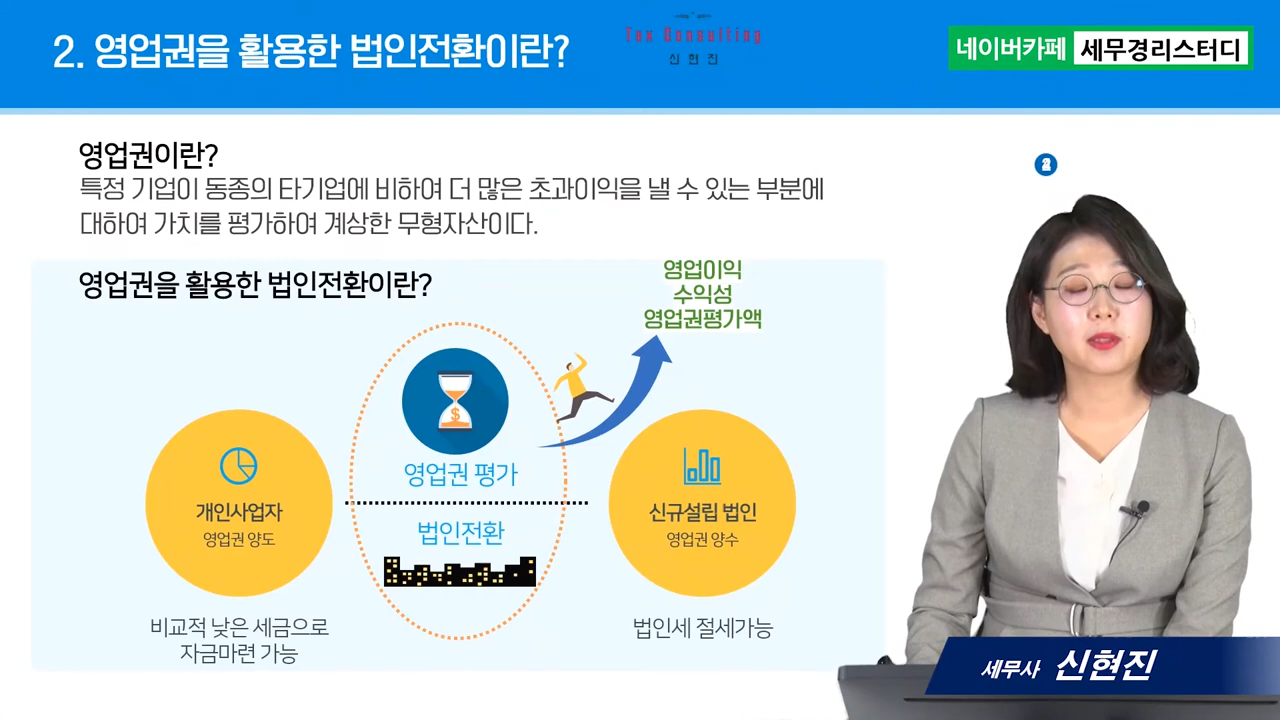 2. 영업권을 활용한 법인전환이란?
Tax Consulting
신 현 진
네이버카페 세무경리스터디
영업권이란?
특정 기업이 동종의 타기업에 비하여 더 많은 초과이익을 낼 수 있는 부분에
대하여 가치를 평가하여 계상한 무형자산이다.
2
영업권을 활용한 법인전환이란?
영업이익
수익성
영업권평가액
$
영업권 평가
법인전환
개인사업자
영업권 양도
신규설립 법인
영업권 양수
비교적 낮은 세금으로
자금마련 가능
법인세 절세가능
세무사 신현진